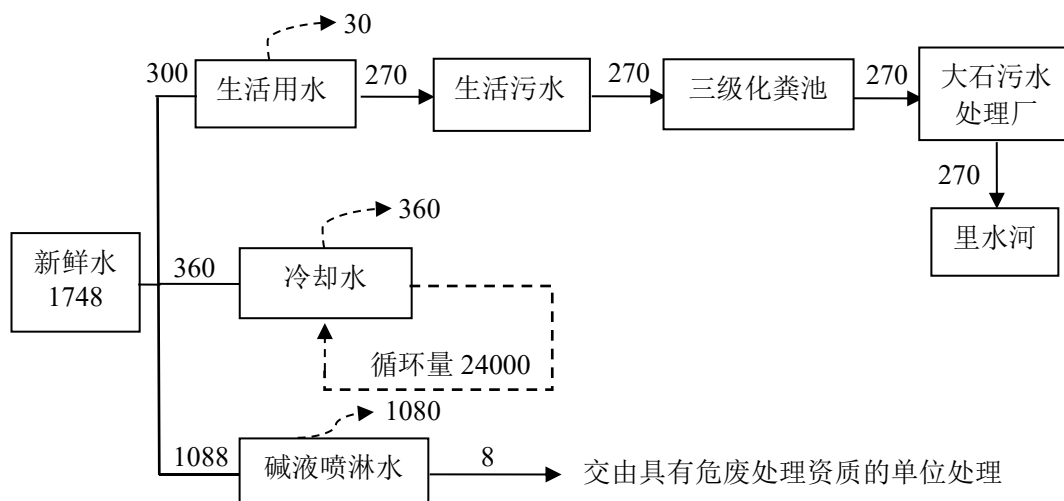 30
300
生活用水
270
生活污水
270
三级化粪池
270
大石污水
处理厂
270
里水河
360
新鲜水
1748
360
冷却水
循环量 24000
1080
1088
碱液喷淋水
8
交由具有危废处理资质的单位处理